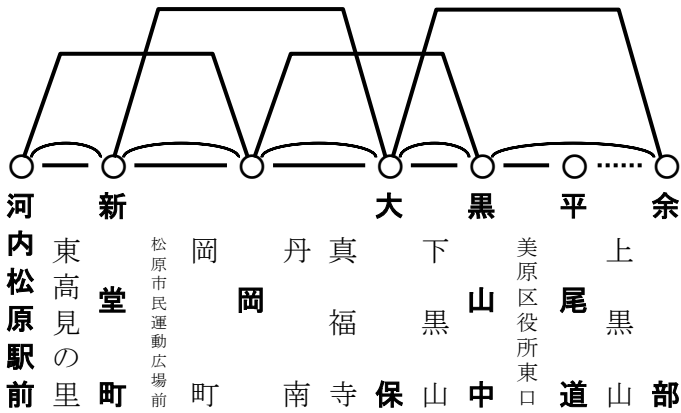 河内松原駅前
東高見の里
新堂町
松原市民運動広場前
岡町
岡
丹南
真福寺
大保
下黒山
黒山中
美原区役所東口
平尾道
上黒山
余部